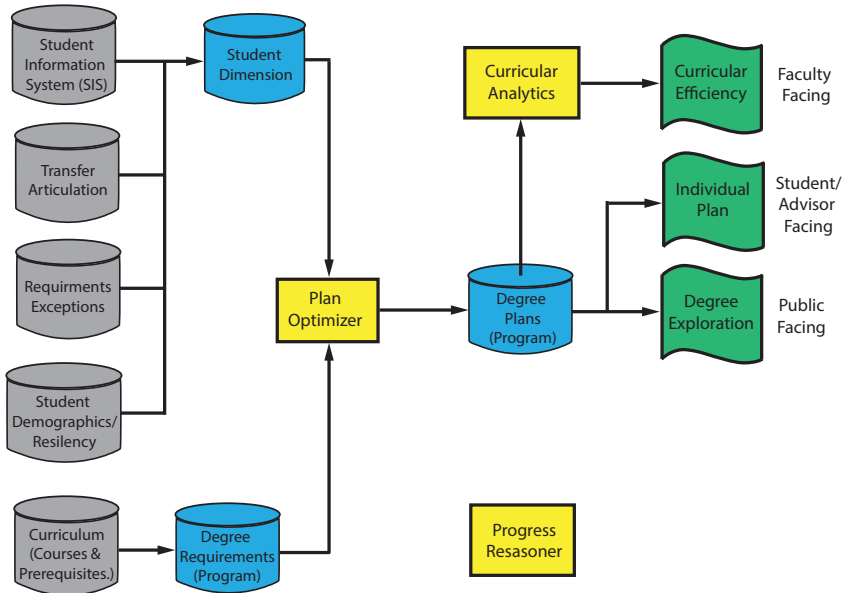 Student
Information
System (SIS)
Student
Dimension
Curricular
Analytics
Curricular
Efficiency
Faculty
Facing
Transfer
Articulation
Individual
Plan
Student/
Advisor
Facing
Requirments
Exceptions
Plan
Optimizer
Degree
Plans
(Program)
Degree
Exploration
Public
Facing
Student
Demographics/
Resilency
Curriculum
(Courses &
Prerequisites.)
Degree
Requirements
(Program)
Progress
Resasoner